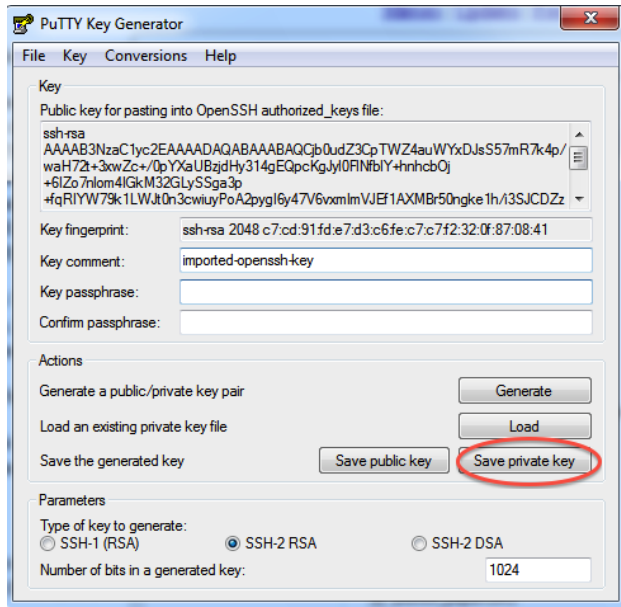 PuTTY Key Generator
File Key Conversions Help
Key
Public key for pasting into OpenSSH authorized_keys file:
ssh-rsa
AAAAB3NzaC1yc2EAAAADAQABAAABAQCjb0udZ3CpTWZ4auWYxDJsS57mR7k4p/
waH72t+3xwZc+/0pYXaUBzjdHy314gEQpcKgJyI0FINfbIY+hnhcbOj
+6IZo7nlom4IGkM32GLySSga3p
+fqRIYW79k1LWJt0n3cwiuyPoA2pygI6y47V6vxmImVJEf1AXMBr50ngke1h/i3SJCDZz
Key fingerprint: ssh-rsa 2048 c7:cd:91:fd:e7:d3:c6:fe:c7:c7:f2:32:0f:87:08:41
Key comment: imported-openssh-key
Key passphrase:
Confirm passphrase:
Actions
Generate a public/private key pair Generate
Load an existing private key file Load
Save the generated key Save public key Save private key
Parameters
Type of key to generate:
SSH-1 (RSA) SSH-2 RSA SSH-2 DSA
Number of bits in a generated key: 1024